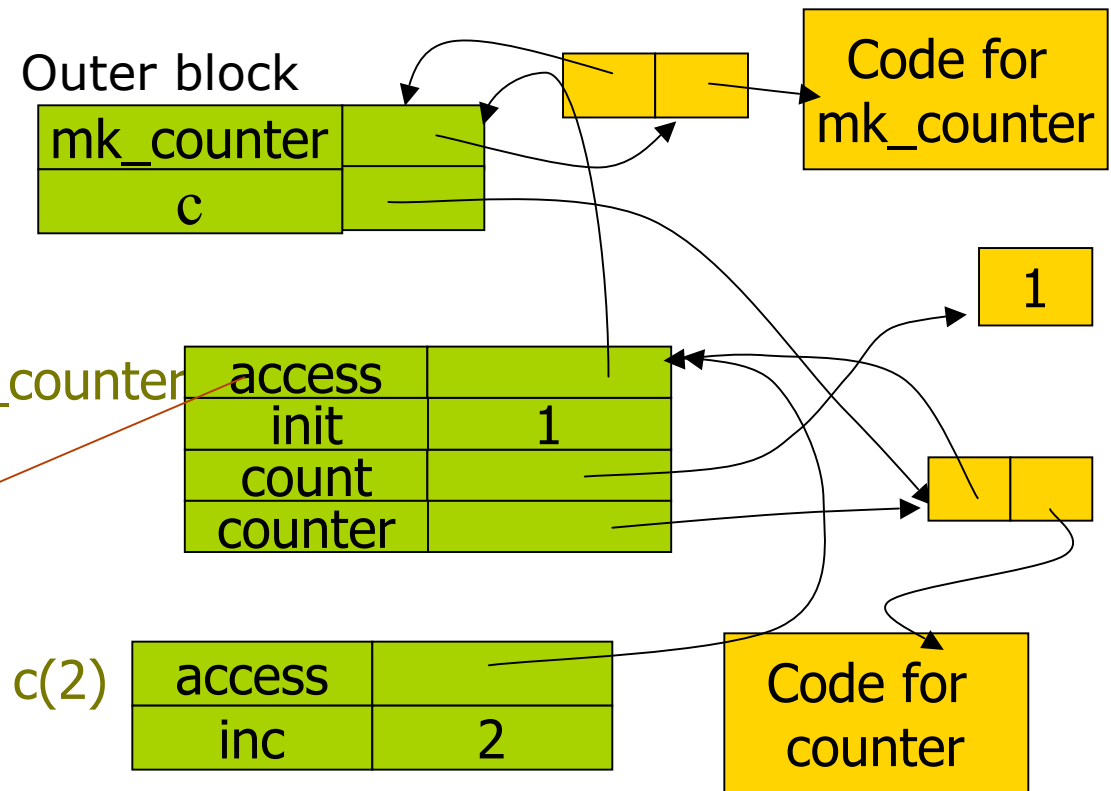 Outer block
mk_counter
c
Code for
mk_counter
1
_counter
access
init 1
count
counter
c(2)
access
inc 2
Code for
counter